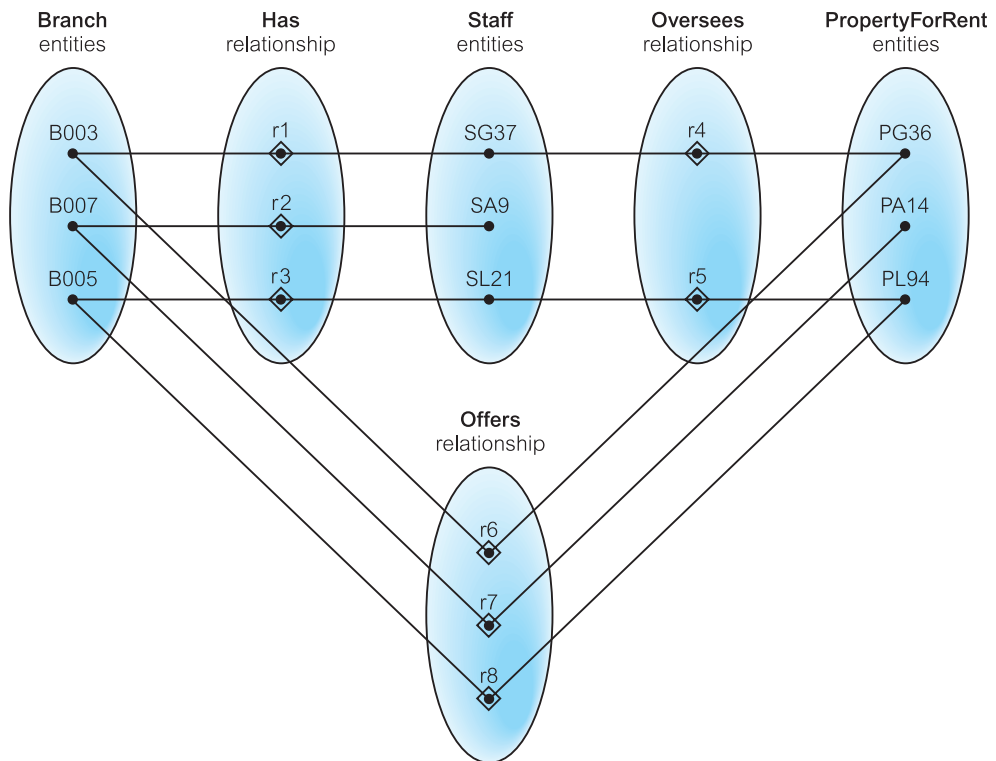 Branch
entities
Has
relationship
Staff
entities
Oversees
relationship
PropertyForRent
entities
B003
r1
SG37
r4
PG36
B007
r2
SA9
PA14
B005
r3
SL21
r5
PL94
Offers
relationship
r6
r7
r8